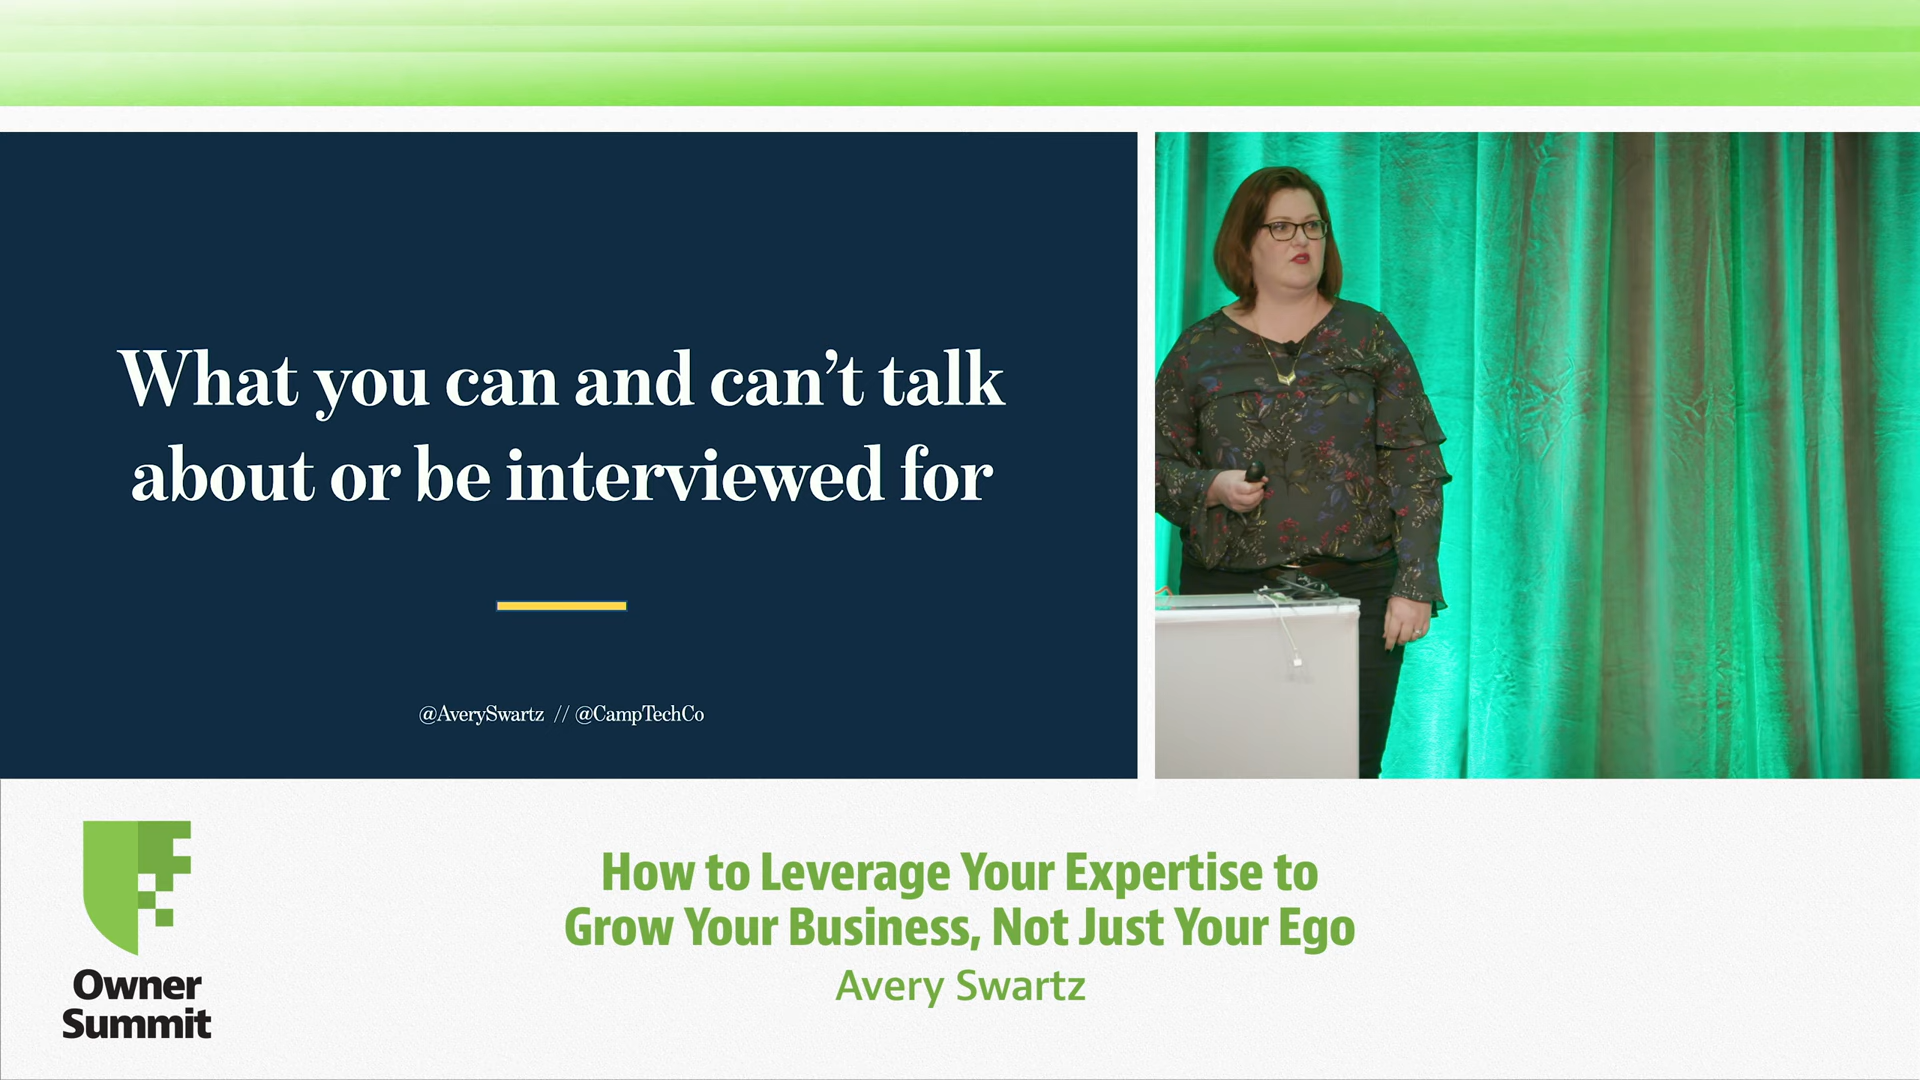 What you can and can’t talk
about or be interviewed for
@AverySwartz // @CampTechCo
How to Leverage Your Expertise to
Grow Your Business, Not Just Your Ego
Avery Swartz
Owner
Summit